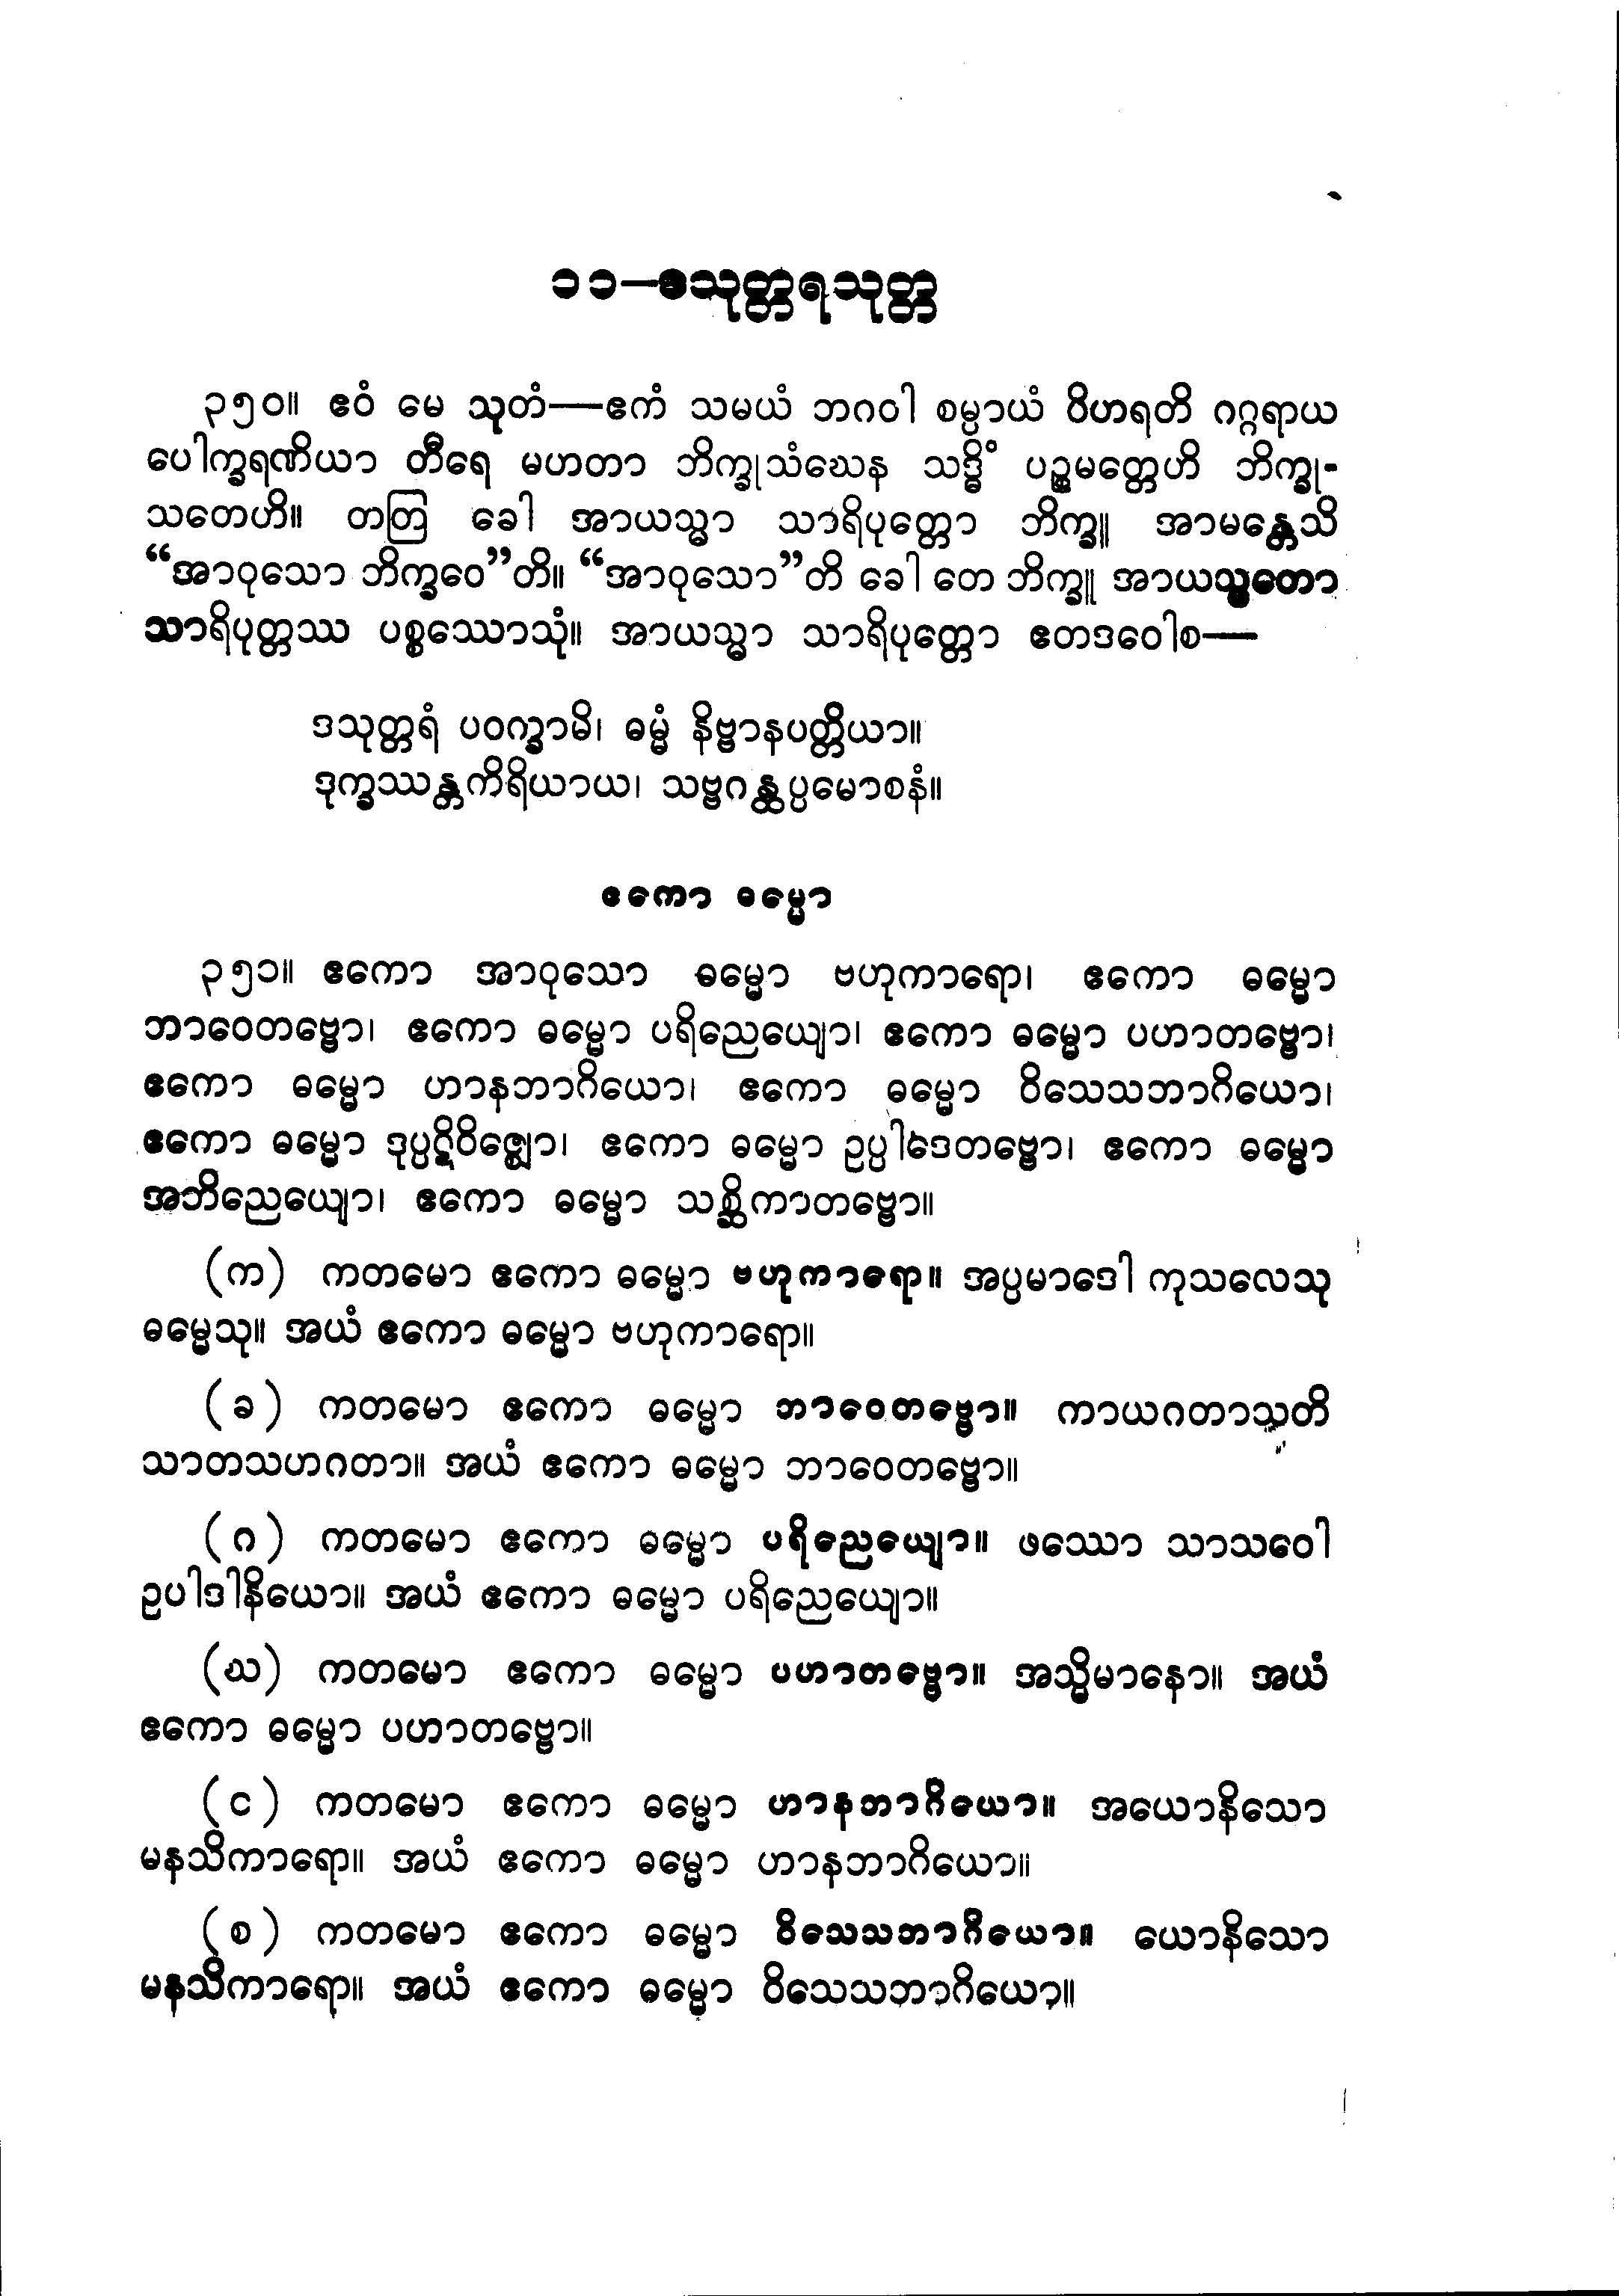 ၁၁—ဒသုတ္တရသုတ္တ
၃၅၀။ ဧဝံ မေ သုတံ—ဧကံ သမယံ ဘဂဝါ စမ္ပာယံ ဝိဟရတိ ဂဂ္ဂရာယ
ပေါက္ခရဏိယာ တီရေ မဟတာ ဘိက္ခုသံဃေန သဒ္ဓိံ ပဉ္စမတ္တေဟိ ဘိက္ခု-
သတေဟိ။ တတြ ခေါ အာယသ္မာ သာရိပုတ္တော ဘိက္ခူ အာမန္တေသိ
“အာဝုသော ဘိက္ခဝေ”တိ။ “အာဝုသော”တိ ခေါ တေ ဘိက္ခူ အာယသ္မတော
သာရိပုတ္တဿ ပစ္စဿောသုံ။ အာယသ္မာ သာရိပုတ္တော ဧတဒဝေါစ—
ဒသုတ္တရံ ပဝက္ခာမိ၊ ဓမ္မံ နိဗ္ဗာနပတ္တိယာ။
ဒုက္ခဿန္တကိရိယာယ၊ သဗ္ဗဂန္ထပ္ပမောစနံ။
ဧကော ဓမ္မော
၃၅၁။ ဧကော အာဝုသော ဓမ္မော ဗဟုကာရော၊ ဧကော ဓမ္မော
ဘာဝေတဗ္ဗော၊ ဧကော ဓမ္မော ပရိညေယျော၊ ဧကော ဓမ္မော ပဟာတဗ္ဗော၊
ဧကော ဓမ္မော ဟာနဘာဂိယော၊ ဧကော ဓမ္မော ဝိသေသဘာဂိယော၊
ဧကော ဓမ္မော ဒုပ္ပဋိဝိဇ္ဈော၊ ဧကော ဓမ္မော ဥပ္ပါဒေတဗ္ဗော၊ ဧကော ဓမ္မော
အဘိညေယျော၊ ဧကော ဓမ္မော သစ္ဆိကာတဗ္ဗော။
(က) ကတမော ဧကော ဓမ္မော ဗဟုကာရော။ အပ္ပမာဒေါ ကုသလေသု
ဓမ္မေသု။ အယံ ဧကော ဓမ္မော ဗဟုကာရော။
(ခ) ကတမော ဧကော ဓမ္မော ဘာဝေတဗ္ဗော။ ကာယဂတာသတိ
သာတသဟဂတာ။ အယံ ဧကော ဓမ္မော ဘာဝေတဗ္ဗော။
(ဂ) ကတမော ဧကော ဓမ္မော ပရိညေယျော။ ဖဿော သာသဝေါ
ဥပါဒါနိယော။ အယံ ဧကော ဓမ္မော ပရိညေယျော။
(ဃ) ကတမော ဧကော ဓမ္မော ပဟာတဗ္ဗော။ အသ္မိမာနော။ အယံ
ဧကော ဓမ္မော ပဟာတဗ္ဗော။
(င) ကတမော ဧကော ဓမ္မော ဟာနဘာဂိယော။ အယောနိသော
မနသိကာရော။ အယံ ဧကော ဓမ္မော ဟာနဘာဂိယော။
(စ) ကတမော ဧကော ဓမ္မော ဝိသေသဘာဂိယော။ ယောနိသော
မနသိကာရော။ အယံ ဧကော ဓမ္မော ဝိသေသဘာဂိယော။